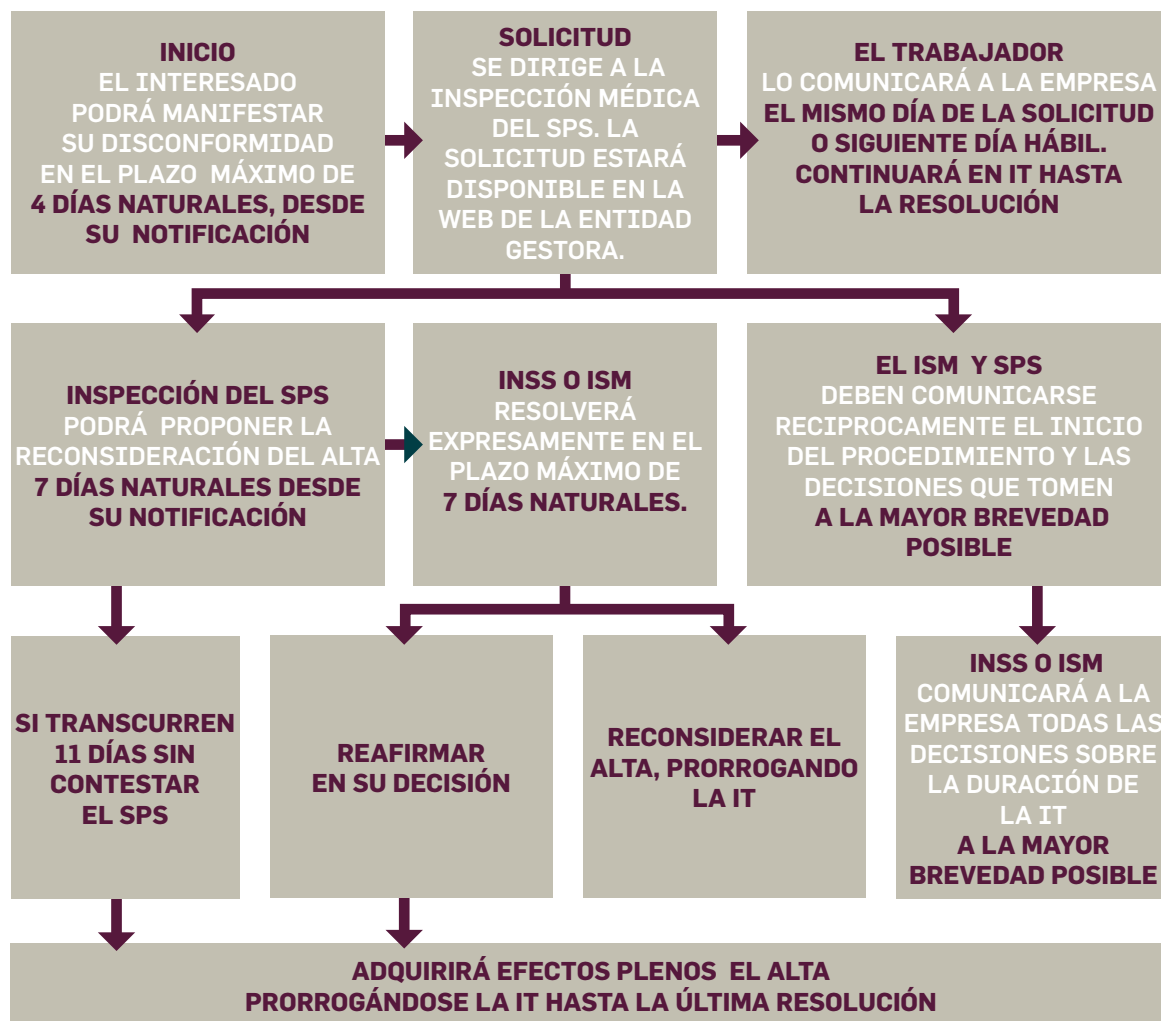 INICIO
EL INTERESADO
PODRÁ MANIFESTAR
SU DISCONFORMIDAD
EN EL PLAZO MÁXIMO DE
4 DÍAS NATURALES, DESDE
SU NOTIFICACIÓN
SOLICITUD
SE DIRIGE A LA
INSPECCIÓN MÉDICA
DEL SPS. LA
SOLICITUD ESTARÁ
DISPONIBLE EN LA
WEB DE LA ENTIDAD
GESTORA.
EL TRABAJADOR
LO COMUNICARÁ A LA EMPRESA
EL MISMO DÍA DE LA SOLICITUD
O SIGUIENTE DÍA HÁBIL.
CONTINUARÁ EN IT HASTA
LA RESOLUCIÓN
INSPECCIÓN DEL SPS
PODRÁ PROPONER LA
RECONSIDERACIÓN DEL ALTA
7 DÍAS NATURALES DESDE
SU NOTIFICACIÓN
INSS O ISM
RESOLVERÁ
EXPRESAMENTE EN EL
PLAZO MÁXIMO DE
7 DÍAS NATURALES.
EL ISM Y SPS
DEBEN COMUNICARSE
RECIPROCAMENTE EL INICIO
DEL PROCEDIMIENTO Y LAS
DECISIONES QUE TOMEN
A LA MAYOR BREVEDAD
POSIBLE
SI TRANSCURREN
11 DÍAS SIN
CONTESTAR
EL SPS
REAFIRMAR
EN SU DECISIÓN
RECONSIDERAR EL
ALTA, PRORROGANDO
LA IT
INSS O ISM
COMUNICARÁ A LA
EMPRESA TODAS LAS
DECISIONES SOBRE
LA DURACIÓN DE
LA IT
A LA MAYOR
BREVEDAD POSIBLE
ADQUIRIRÁ EFECTOS PLENOS EL ALTA
PRORROGÁNDOSE LA IT HASTA LA ÚLTIMA RESOLUCIÓN